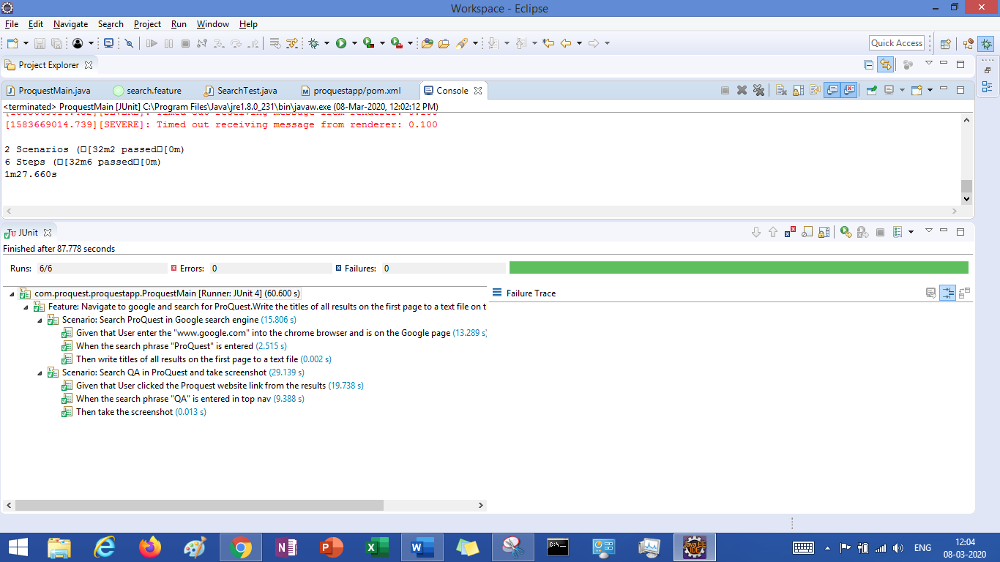 Workspace - Eclipse
File Edit Navigate Search Project Run Window Help
Quick Access
Project Explorer
ProquestMain.java search.feature SearchTest.java proquestapp/pom.xml Console
<terminated> ProquestMain [JUnit] C:\Program Files\Java\jre1.8.0_231\bin\javaw.exe (08-Mar-2020, 12:02:12 PM)
[SEVERE]: Timed out receiving message from renderer:
[1583669014.739][SEVERE]: Timed out receiving message from renderer: 0.100
2 Scenarios (□[32m2 passed□[0m)
6 Steps (□[32m6 passed□[0m)
1m27.660s
JUnit
Finished after 87.778 seconds
Runs: 6/6 Errors: 0 Failures: 0
com.proquest.proquestapp.ProquestMain [Runner: JUnit 4] (60.600 s) Failure Trace
Feature: Navigate to google and search for ProQuest.Write the titles of all results on the first page to a text file on t
Scenario: Search ProQuest in Google search engine (15.806 s)
Given that User enter the "www.google.com" into the chrome browser and is on the Google page (13.289 s)
When the search phrase "ProQuest" is entered (2.515 s)
Then write titles of all results on the first page to a text file (0.002 s)
Scenario: Search QA in ProQuest and take screenshot (29.139 s)
Given that User clicked the Proquest website link from the results (19.738 s)
When the search phrase "QA" is entered in top nav (9.388 s)
Then take the screenshot (0.013 s)
Java EE
IDE
ENG
12:04
08-03-2020